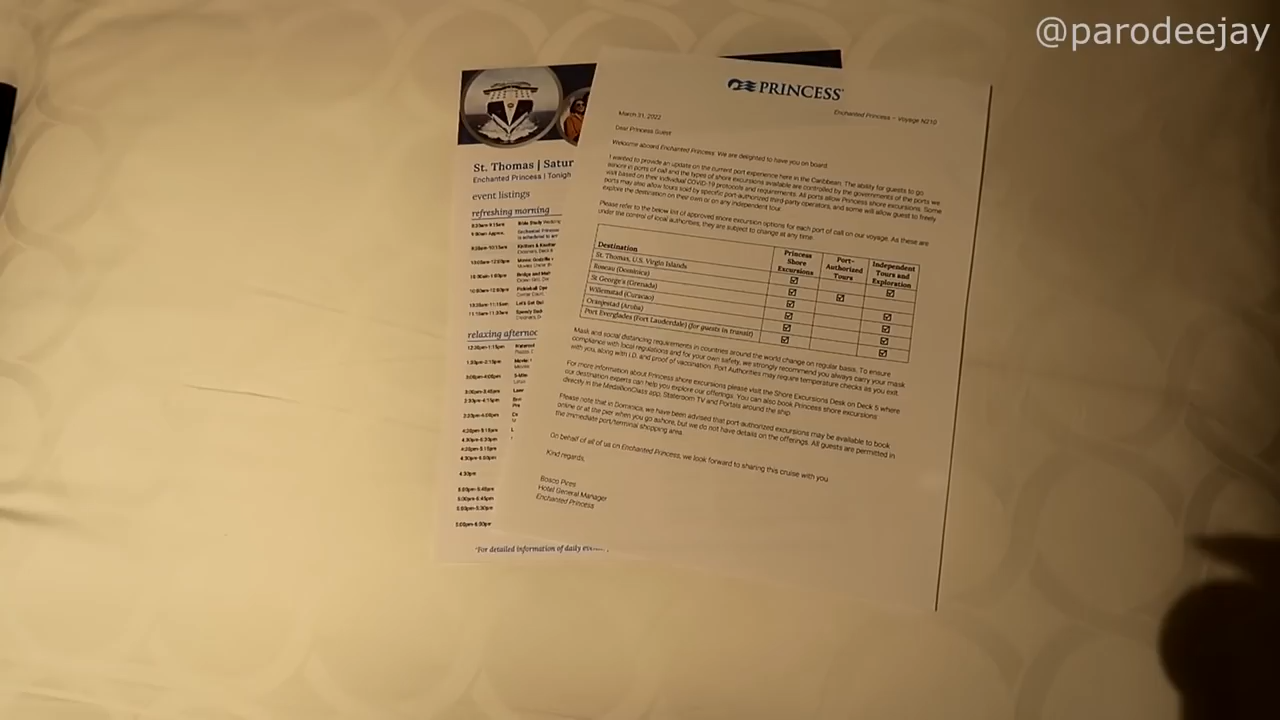 @parodeejay
PRINCESS
Enchanted Princess – Voyage N210
March 31, 2022
Dear Princess Guest
Welcome aboard Enchanted Princess. We are delighted to have you on board.
I wanted to provide an update on the current port experience here in the Caribbean. The ability for guests to go
ashore in ports of call and the types of shore excursions available are controlled by the governments of the ports we
visit based on their individual COVID-19 protocols and requirements. All ports allow Princess shore excursions. Some
ports may also allow tours sold by specific port-authorized third-party operators, and some will allow guest to freely
explore the destination on their own or on any independent tour.
Please refer to the below list of approved shore excursion options for each port of call on our voyage. As these are
under the control of local authorities, they are subject to change at any time.
Destination
Princess Shore Excursions
Port-Authorized Tours
Independent Tours and Exploration
St. Thomas, U.S. Virgin Islands ☑ ☑
Roseau (Dominica) ☑ ☑
St George's (Grenada) ☑ ☑
Willemstad (Curacao) ☑ ☑
Oranjestad (Aruba) ☑ ☑
Port Everglades (Fort Lauderdale) (for guests in transit) ☑ ☑
Mask and social distancing requirements in countries around the world change on regular basis. To ensure
compliance with local regulations and for your own safety, we strongly recommend you always carry your mask
with you, along with I.D. and proof of vaccination. Port Authorities may require temperature checks as you exit.
For more information about Princess shore excursions please visit the Shore Excursions Desk on Deck 5 where
our destination experts can help you explore our offerings. You can also book Princess shore excursions
directly in the MedallionClass app, Stateroom TV and Portals around the ship.
Please note that in Dominica, we have been advised that port authorized excursions may be available to book
online or at the pier when you go ashore, but we do not have details on the offerings. All guests are permitted in
the immediate port/terminal shopping area.
On behalf of all of us on Enchanted Princess, we look forward to sharing this cruise with you.
Kind regards,
Bosco Pires
Hotel General Manager
Enchanted Princess
St. Thomas | Satur
Enchanted Princess | Tonigh
event listings
refreshing morning
relaxing afternoo
12:30pm-1:15pm
4:30pm
*For detailed information of daily